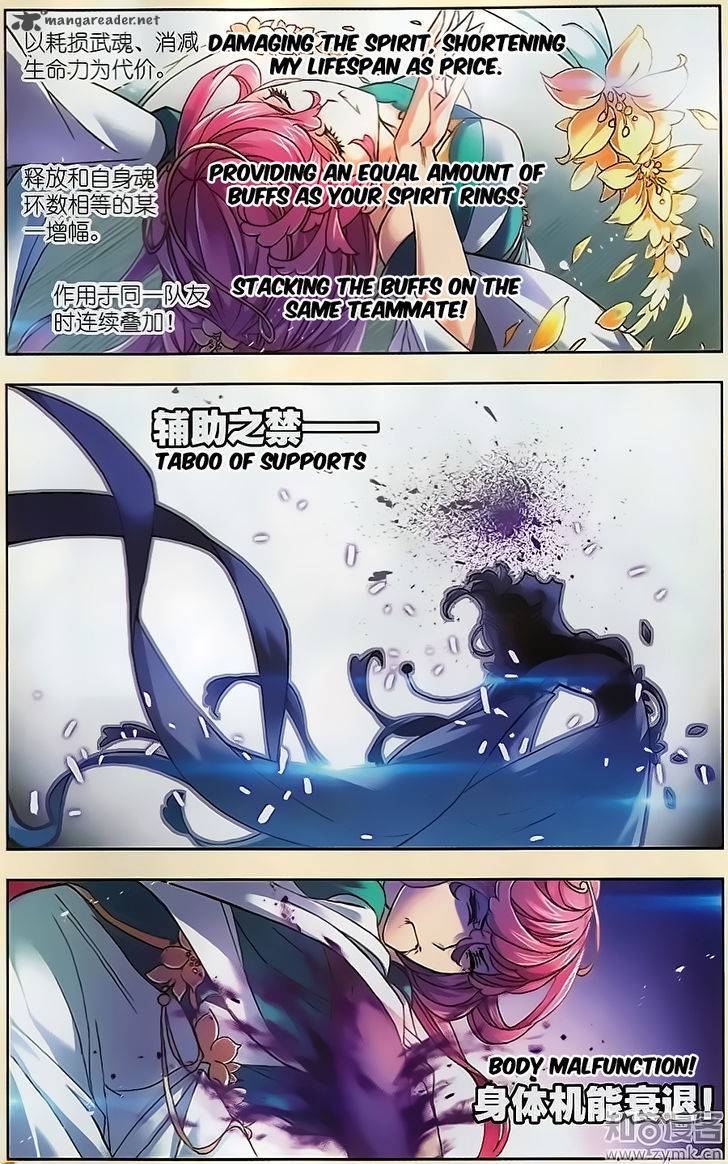 mangareader.net
以耗损武魂、消减
生命力为代价。
DAMAGING THE SPIRIT, SHORTENING
MY LIFESPAN AS PRICE.
释放和自身魂
环数相等的某
一增幅。
PROVIDING AN EQUAL AMOUNT OF
BUFFS AS YOUR SPIRIT RINGS.
作用于同一队友
时连续叠加！
STACKING THE BUFFS ON THE
SAME TEAMMATE!
辅助之禁——
TABOO OF SUPPORTS
BODY MALFUNCTION!
身体机能衰退！
知音漫客
www.zymk.cn